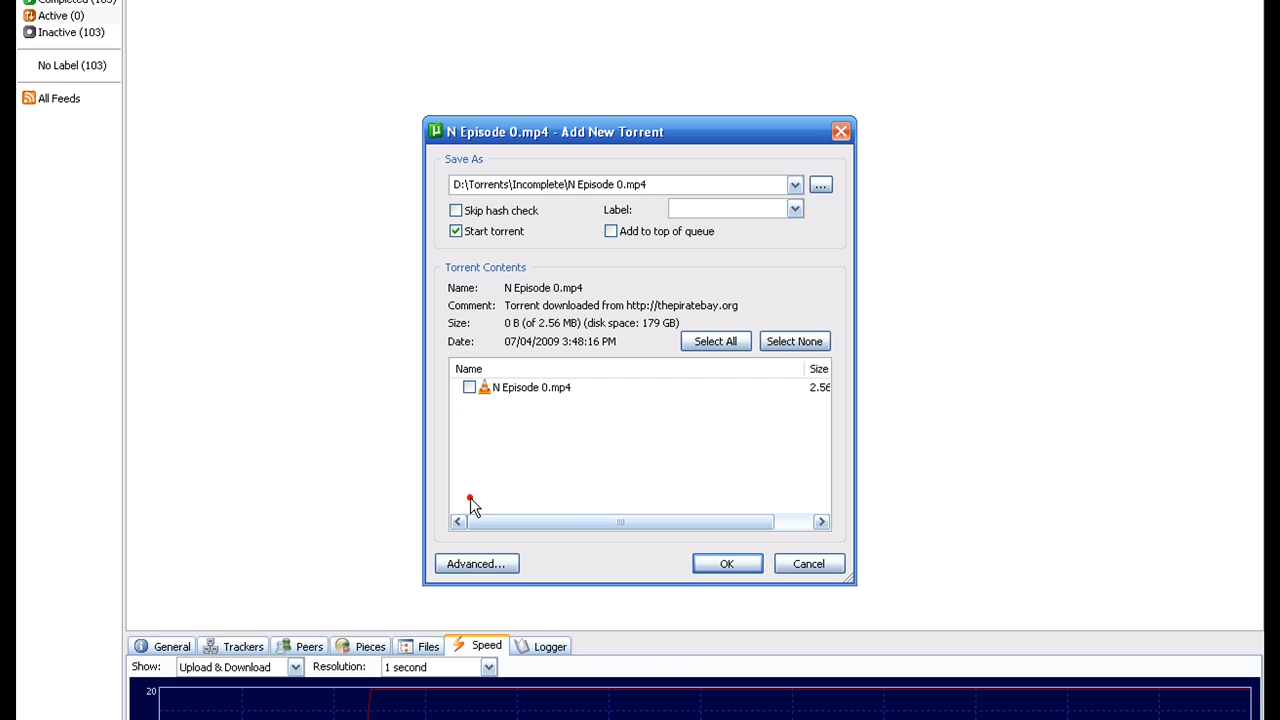 Completed (103)
Active (0)
Inactive (103)
No Label (103)
All Feeds
N Episode 0.mp4 - Add New Torrent
Save As
D:\Torrents\Incomplete\N Episode 0.mp4
...
Skip hash check
Label:
Start torrent
Add to top of queue
Torrent Contents
Name: N Episode 0.mp4
Comment: Torrent downloaded from http://thepiratebay.org
Size: 0 B (of 2.56 MB) (disk space: 179 GB)
Date: 07/04/2009 3:48:16 PM
Select All
Select None
Name Size
N Episode 0.mp4 2.56
Advanced...
OK
Cancel
General Trackers Peers Pieces Files Speed Logger
Show: Upload & Download Resolution: 1 second
20